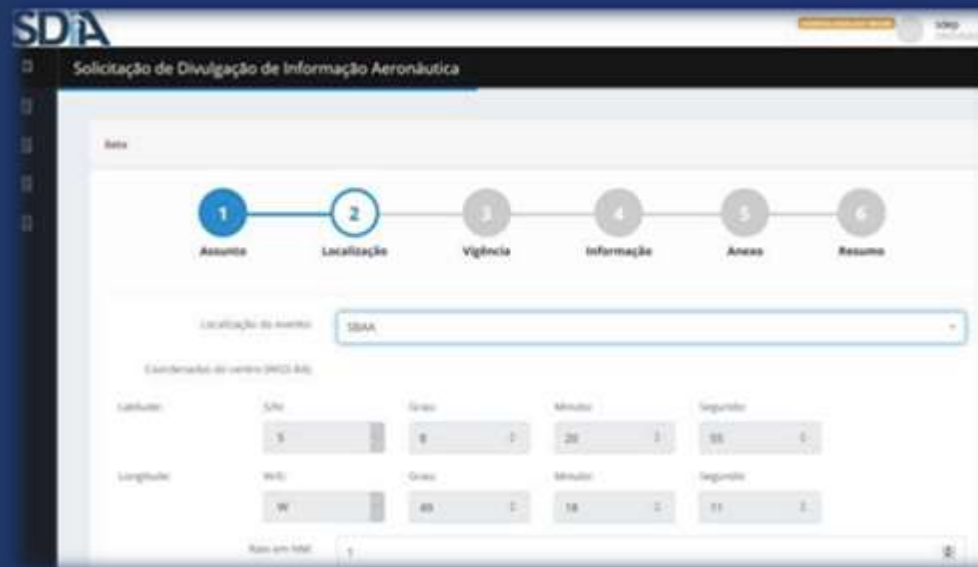 SDIA
sdop
Solicitação de Divulgação de Informação Aeronáutica
Beta
1 2 3 4 5 6
Assunto Localização Vigência Informação Anexo Resumo
Localização do evento: SBAA
Coordenadas do centro (WGS-84):
Latitude: S/N: Grau: Minuto: Segundo:
S 8 20 55
Longitude: W/E: Grau: Minuto: Segundo:
W 49 18 11
Raio em NM: 1